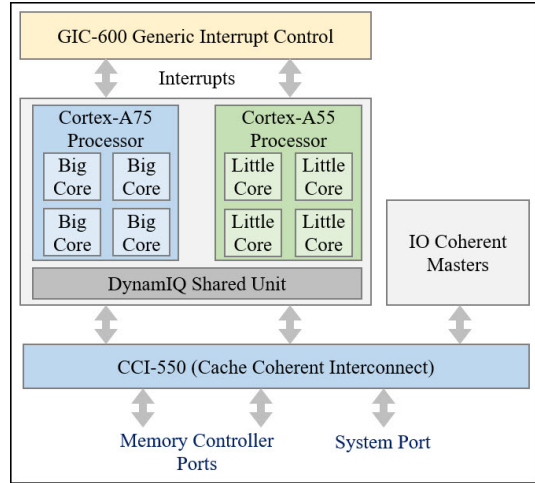 GIC-600 Generic Interrupt Control
Interrupts
Cortex-A75
Processor
Big
Core
Big
Core
Big
Core
Big
Core
Cortex-A55
Processor
Little
Core
Little
Core
Little
Core
Little
Core
DynamIQ Shared Unit
IO Coherent
Masters
CCI-550 (Cache Coherent Interconnect)
Memory Controller
Ports
System Port